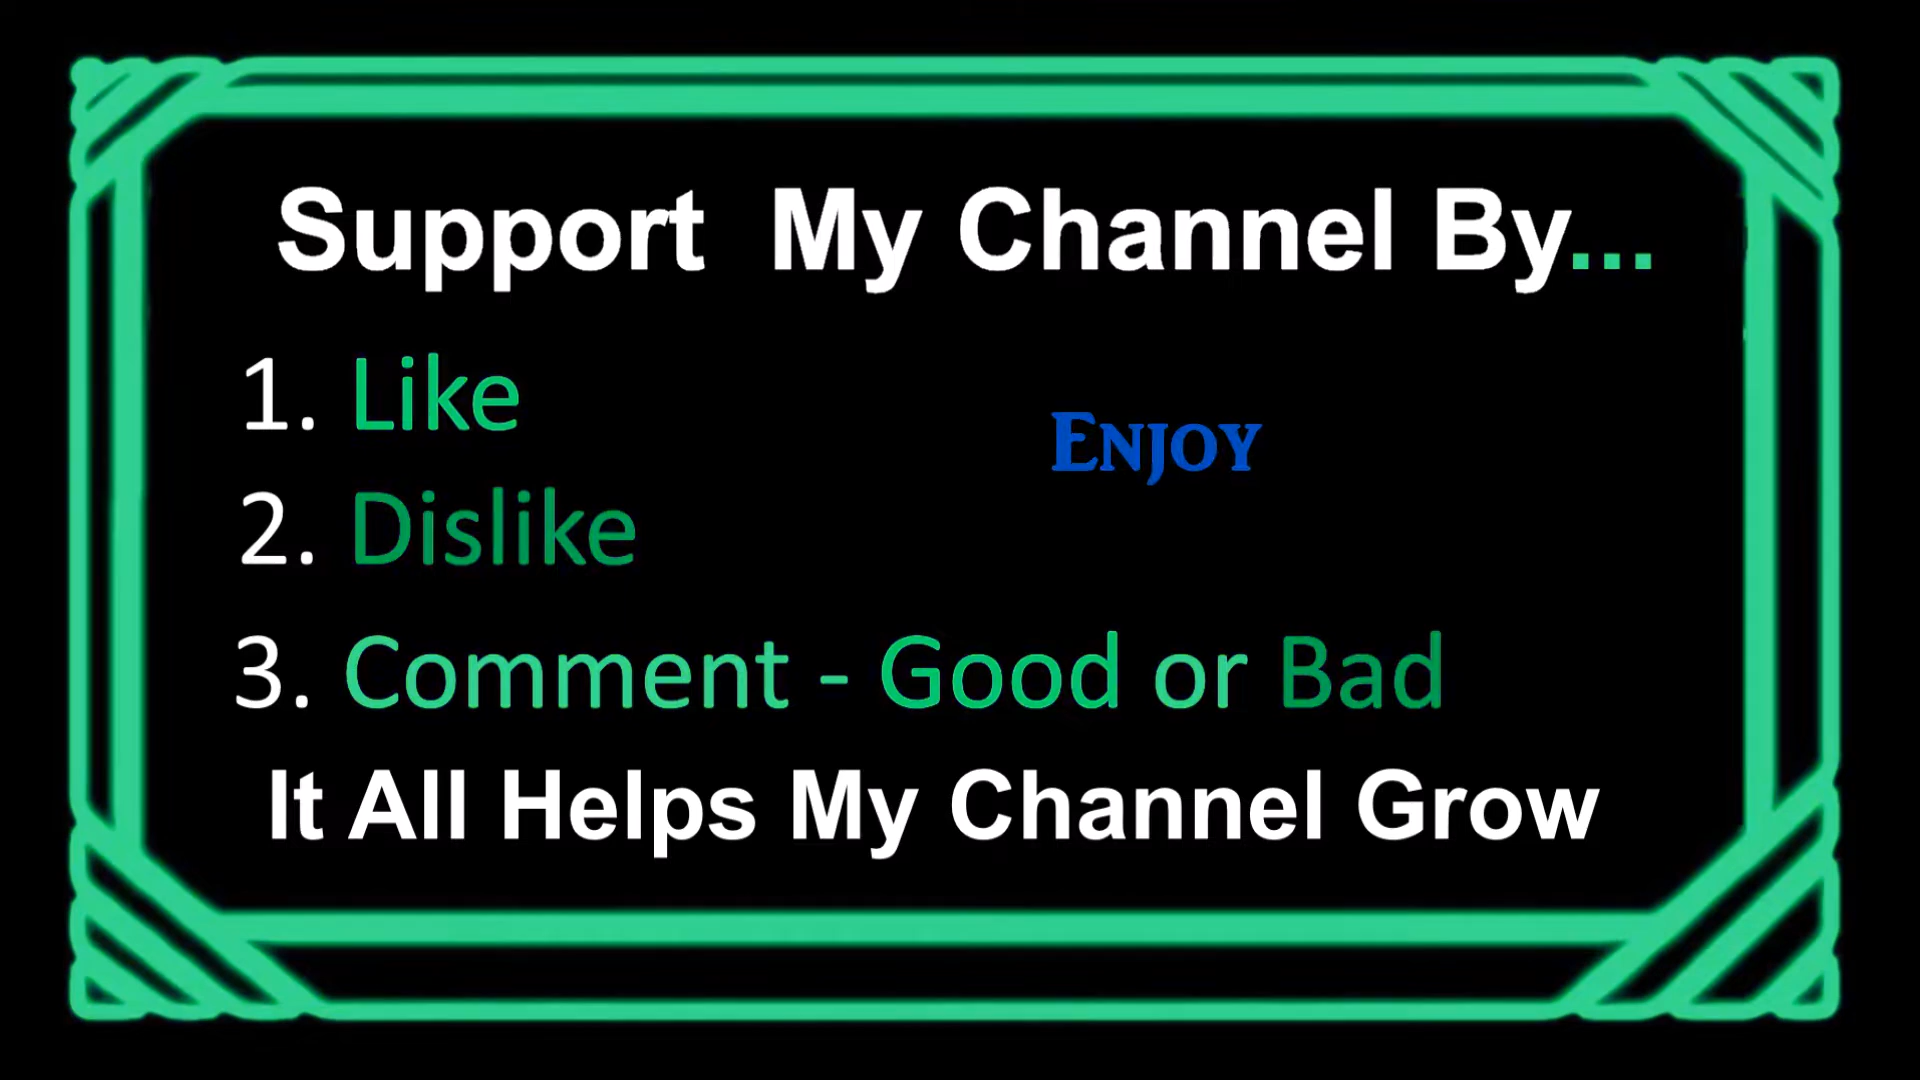 Support My Channel By...
1. Like
ENJOY
2. Dislike
3. Comment - Good or Bad
It All Helps My Channel Grow